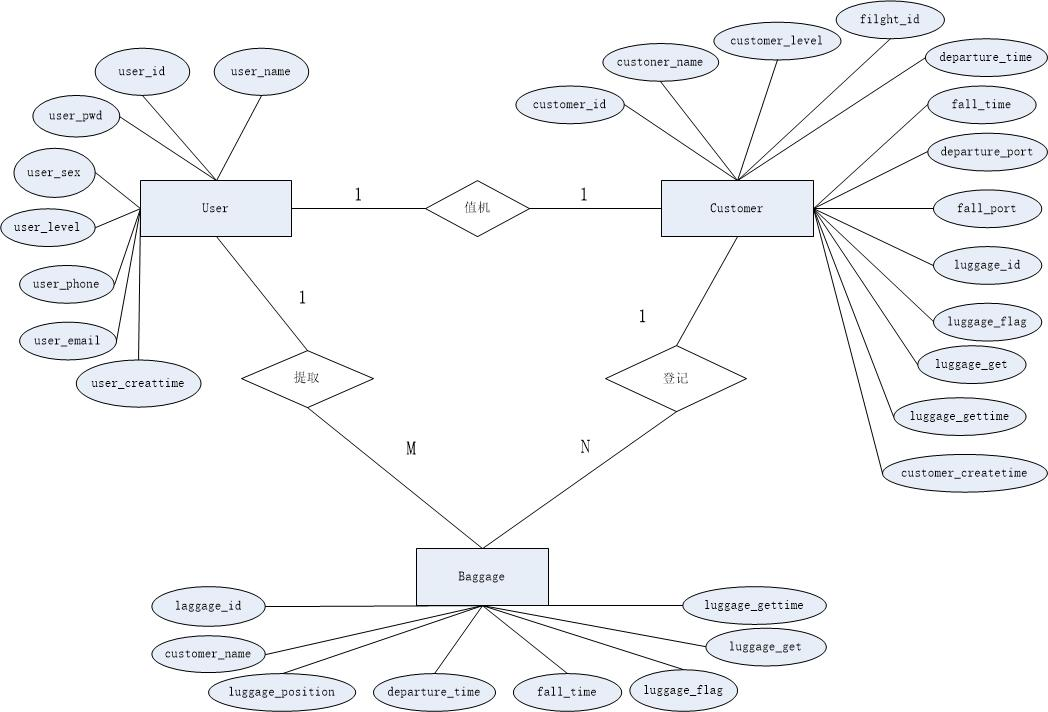 filght_id
customer_level
departure_time
custoner_name
user_id
user_name
customer_id
fall_time
user_pwd
departure_port
user_sex
User
1
值机
1
Customer
fall_port
user_level
luggage_id
user_phone
1
1
luggage_flag
user_email
luggage_get
提取
登记
user_creattime
luggage_gettime
M
N
customer_createtime
Baggage
laggage_id
luggage_gettime
customer_name
luggage_get
luggage_position
departure_time
fall_time
luggage_flag